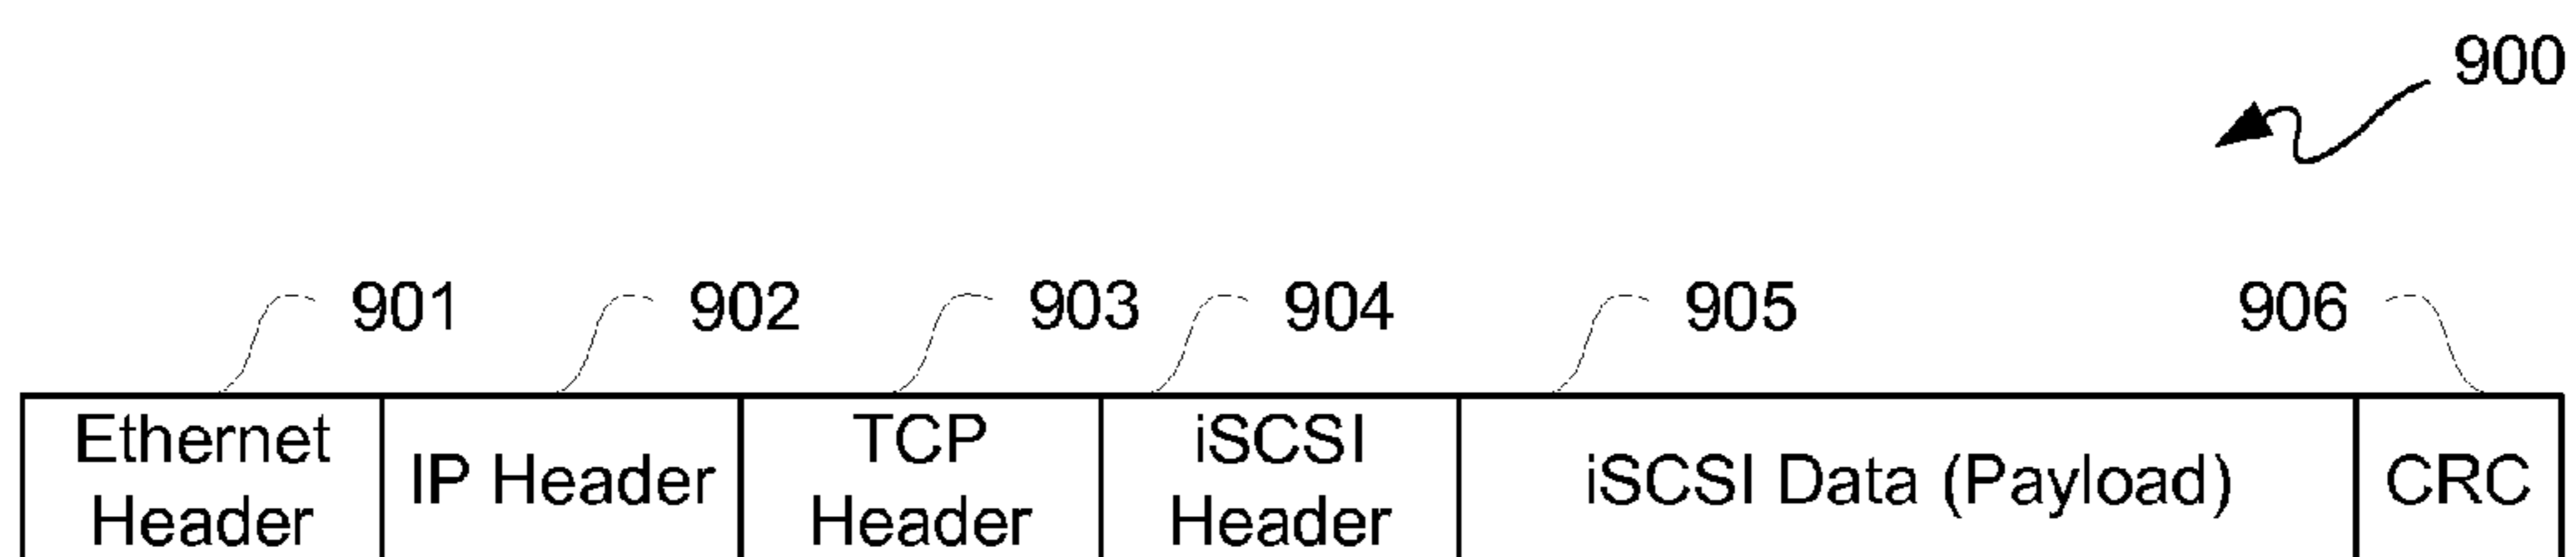 900
901 902 903 904 905 906
Ethernet Header
IP Header
TCP Header
iSCSI Header
iSCSI Data (Payload)
CRC